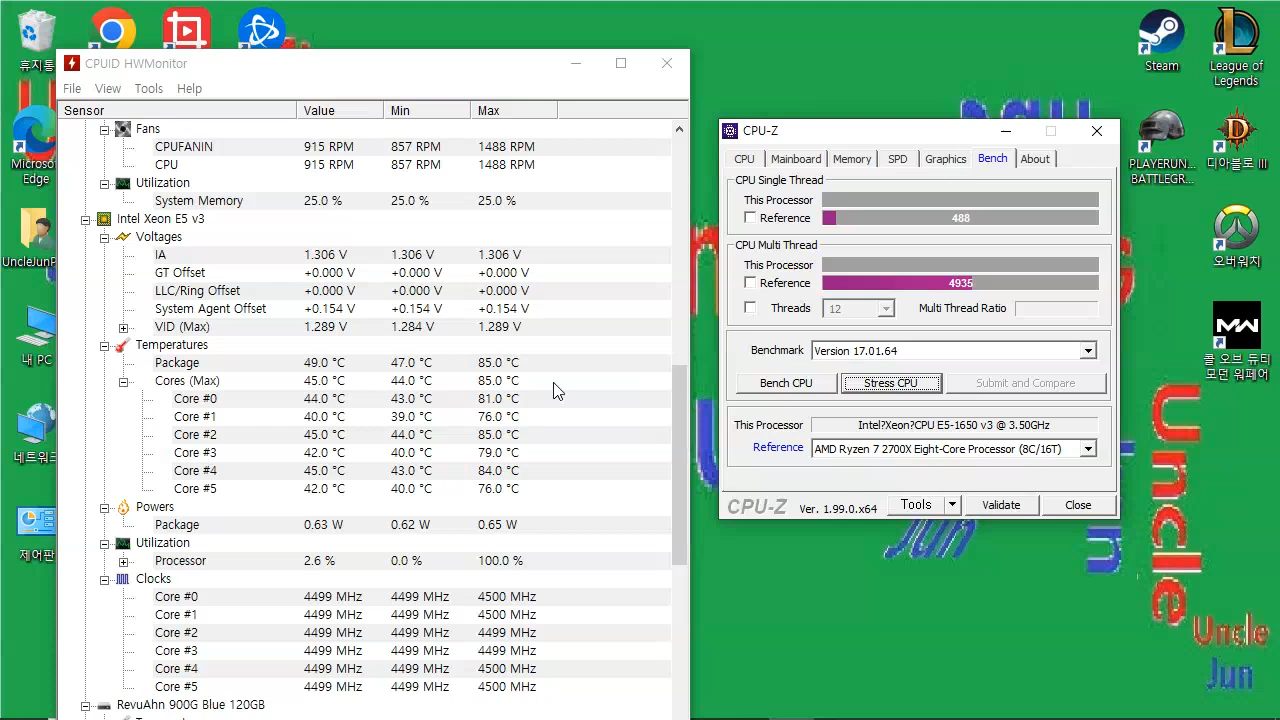 휴지통
Microso
Edge
UncleJunP
내 PC
네트워크
제어판
CPUID HWMonitor
File View Tools Help
Sensor Value Min Max
Fans
CPUFANIN 915 RPM 857 RPM 1488 RPM
CPU 915 RPM 857 RPM 1488 RPM
Utilization
System Memory 25.0 % 25.0 % 25.0 %
Intel Xeon E5 v3
Voltages
IA 1.306 V 1.306 V 1.306 V
GT Offset +0.000 V +0.000 V +0.000 V
LLC/Ring Offset +0.000 V +0.000 V +0.000 V
System Agent Offset +0.154 V +0.154 V +0.154 V
VID (Max) 1.289 V 1.284 V 1.289 V
Temperatures
Package 49.0 °C 47.0 °C 85.0 °C
Cores (Max) 45.0 °C 44.0 °C 85.0 °C
Core #0 44.0 °C 43.0 °C 81.0 °C
Core #1 40.0 °C 39.0 °C 76.0 °C
Core #2 45.0 °C 44.0 °C 85.0 °C
Core #3 42.0 °C 40.0 °C 79.0 °C
Core #4 45.0 °C 43.0 °C 84.0 °C
Core #5 42.0 °C 40.0 °C 76.0 °C
Powers
Package 0.63 W 0.62 W 0.65 W
Utilization
Processor 2.6 % 0.0 % 100.0 %
Clocks
Core #0 4499 MHz 4499 MHz 4500 MHz
Core #1 4499 MHz 4499 MHz 4500 MHz
Core #2 4499 MHz 4499 MHz 4499 MHz
Core #3 4499 MHz 4499 MHz 4499 MHz
Core #4 4499 MHz 4499 MHz 4500 MHz
Core #5 4499 MHz 4499 MHz 4500 MHz
RevuAhn 900G Blue 120GB
CPU-Z
CPU Mainboard Memory SPD Graphics Bench About
CPU Single Thread
This Processor
Reference 488
CPU Multi Thread
This Processor
Reference 4935
Threads 12 Multi Thread Ratio
Benchmark Version 17.01.64
Bench CPU Stress CPU Submit and Compare
This Processor Intel?Xeon?CPU E5-1650 v3 @ 3.50GHz
Reference AMD Ryzen 7 2700X Eight-Core Processor (8C/16T)
CPU-Z Ver. 1.99.0.x64 Tools Validate Close
Steam
League of
Legends
PLAYERUN...
BATTLEGR...
디아블로 III
오버워치
MW
콜 오브 듀티
모던 워페어
Uncle
Jun
Uncle
Jun